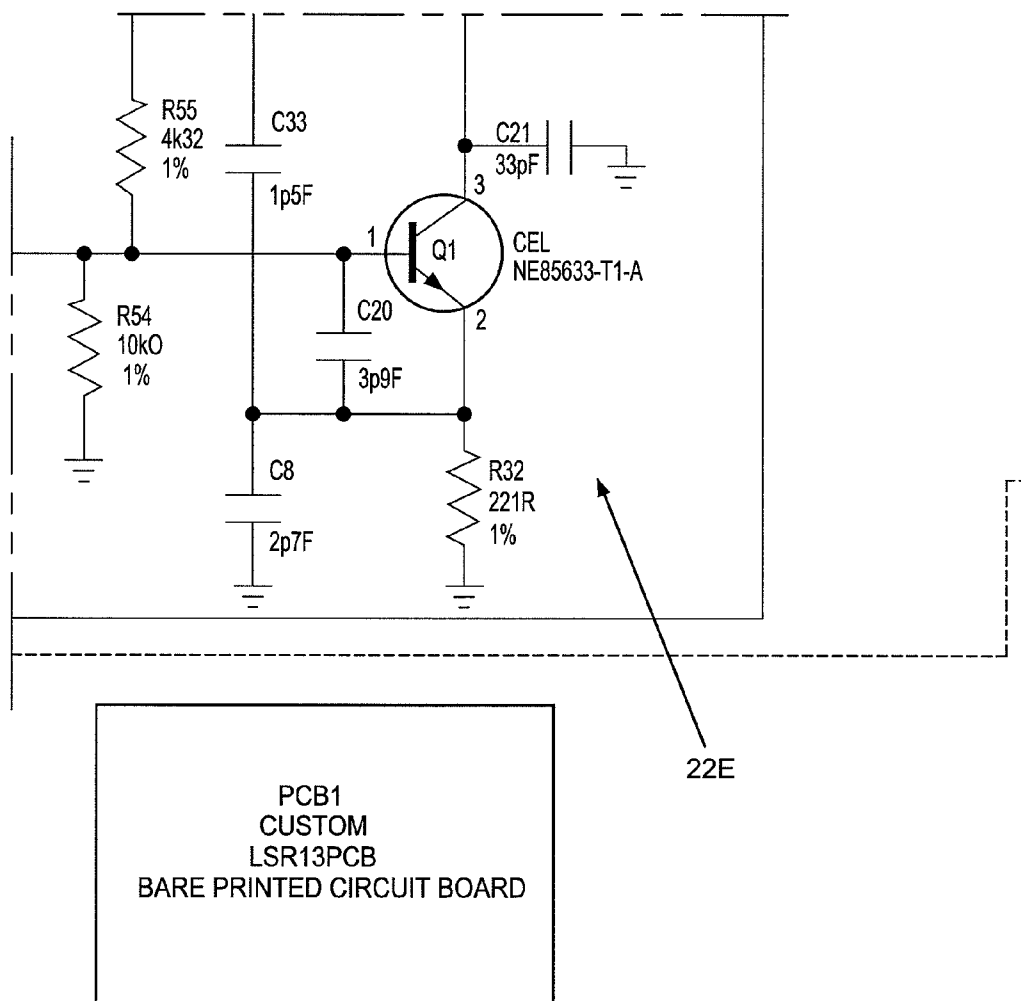 R55
4k32
1%
C33
1p5F
C21
33pF
3
1
Q1
CEL
NE85633-T1-A
2
R54
10kO
1%
C20
3p9F
C8
2p7F
R32
221R
1%
22E
PCB1
CUSTOM
LSR13PCB
BARE PRINTED CIRCUIT BOARD